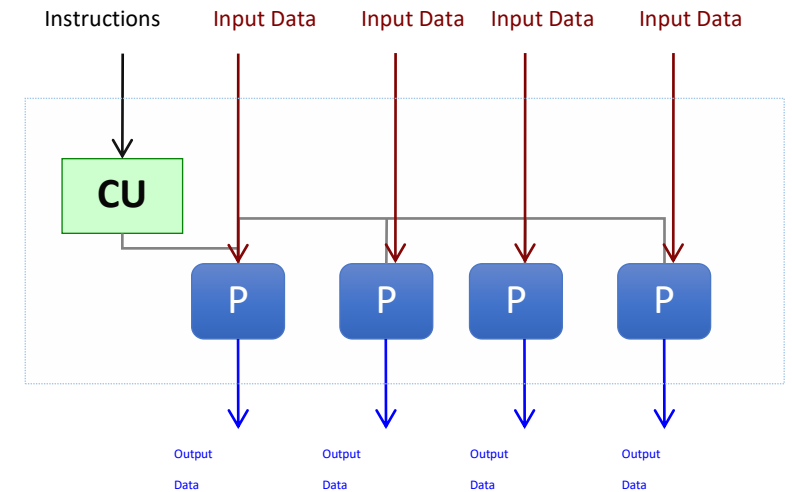 Instructions Input Data Input Data Input Data Input Data
CU
P P P P
Output Output Output Output
Data Data Data Data